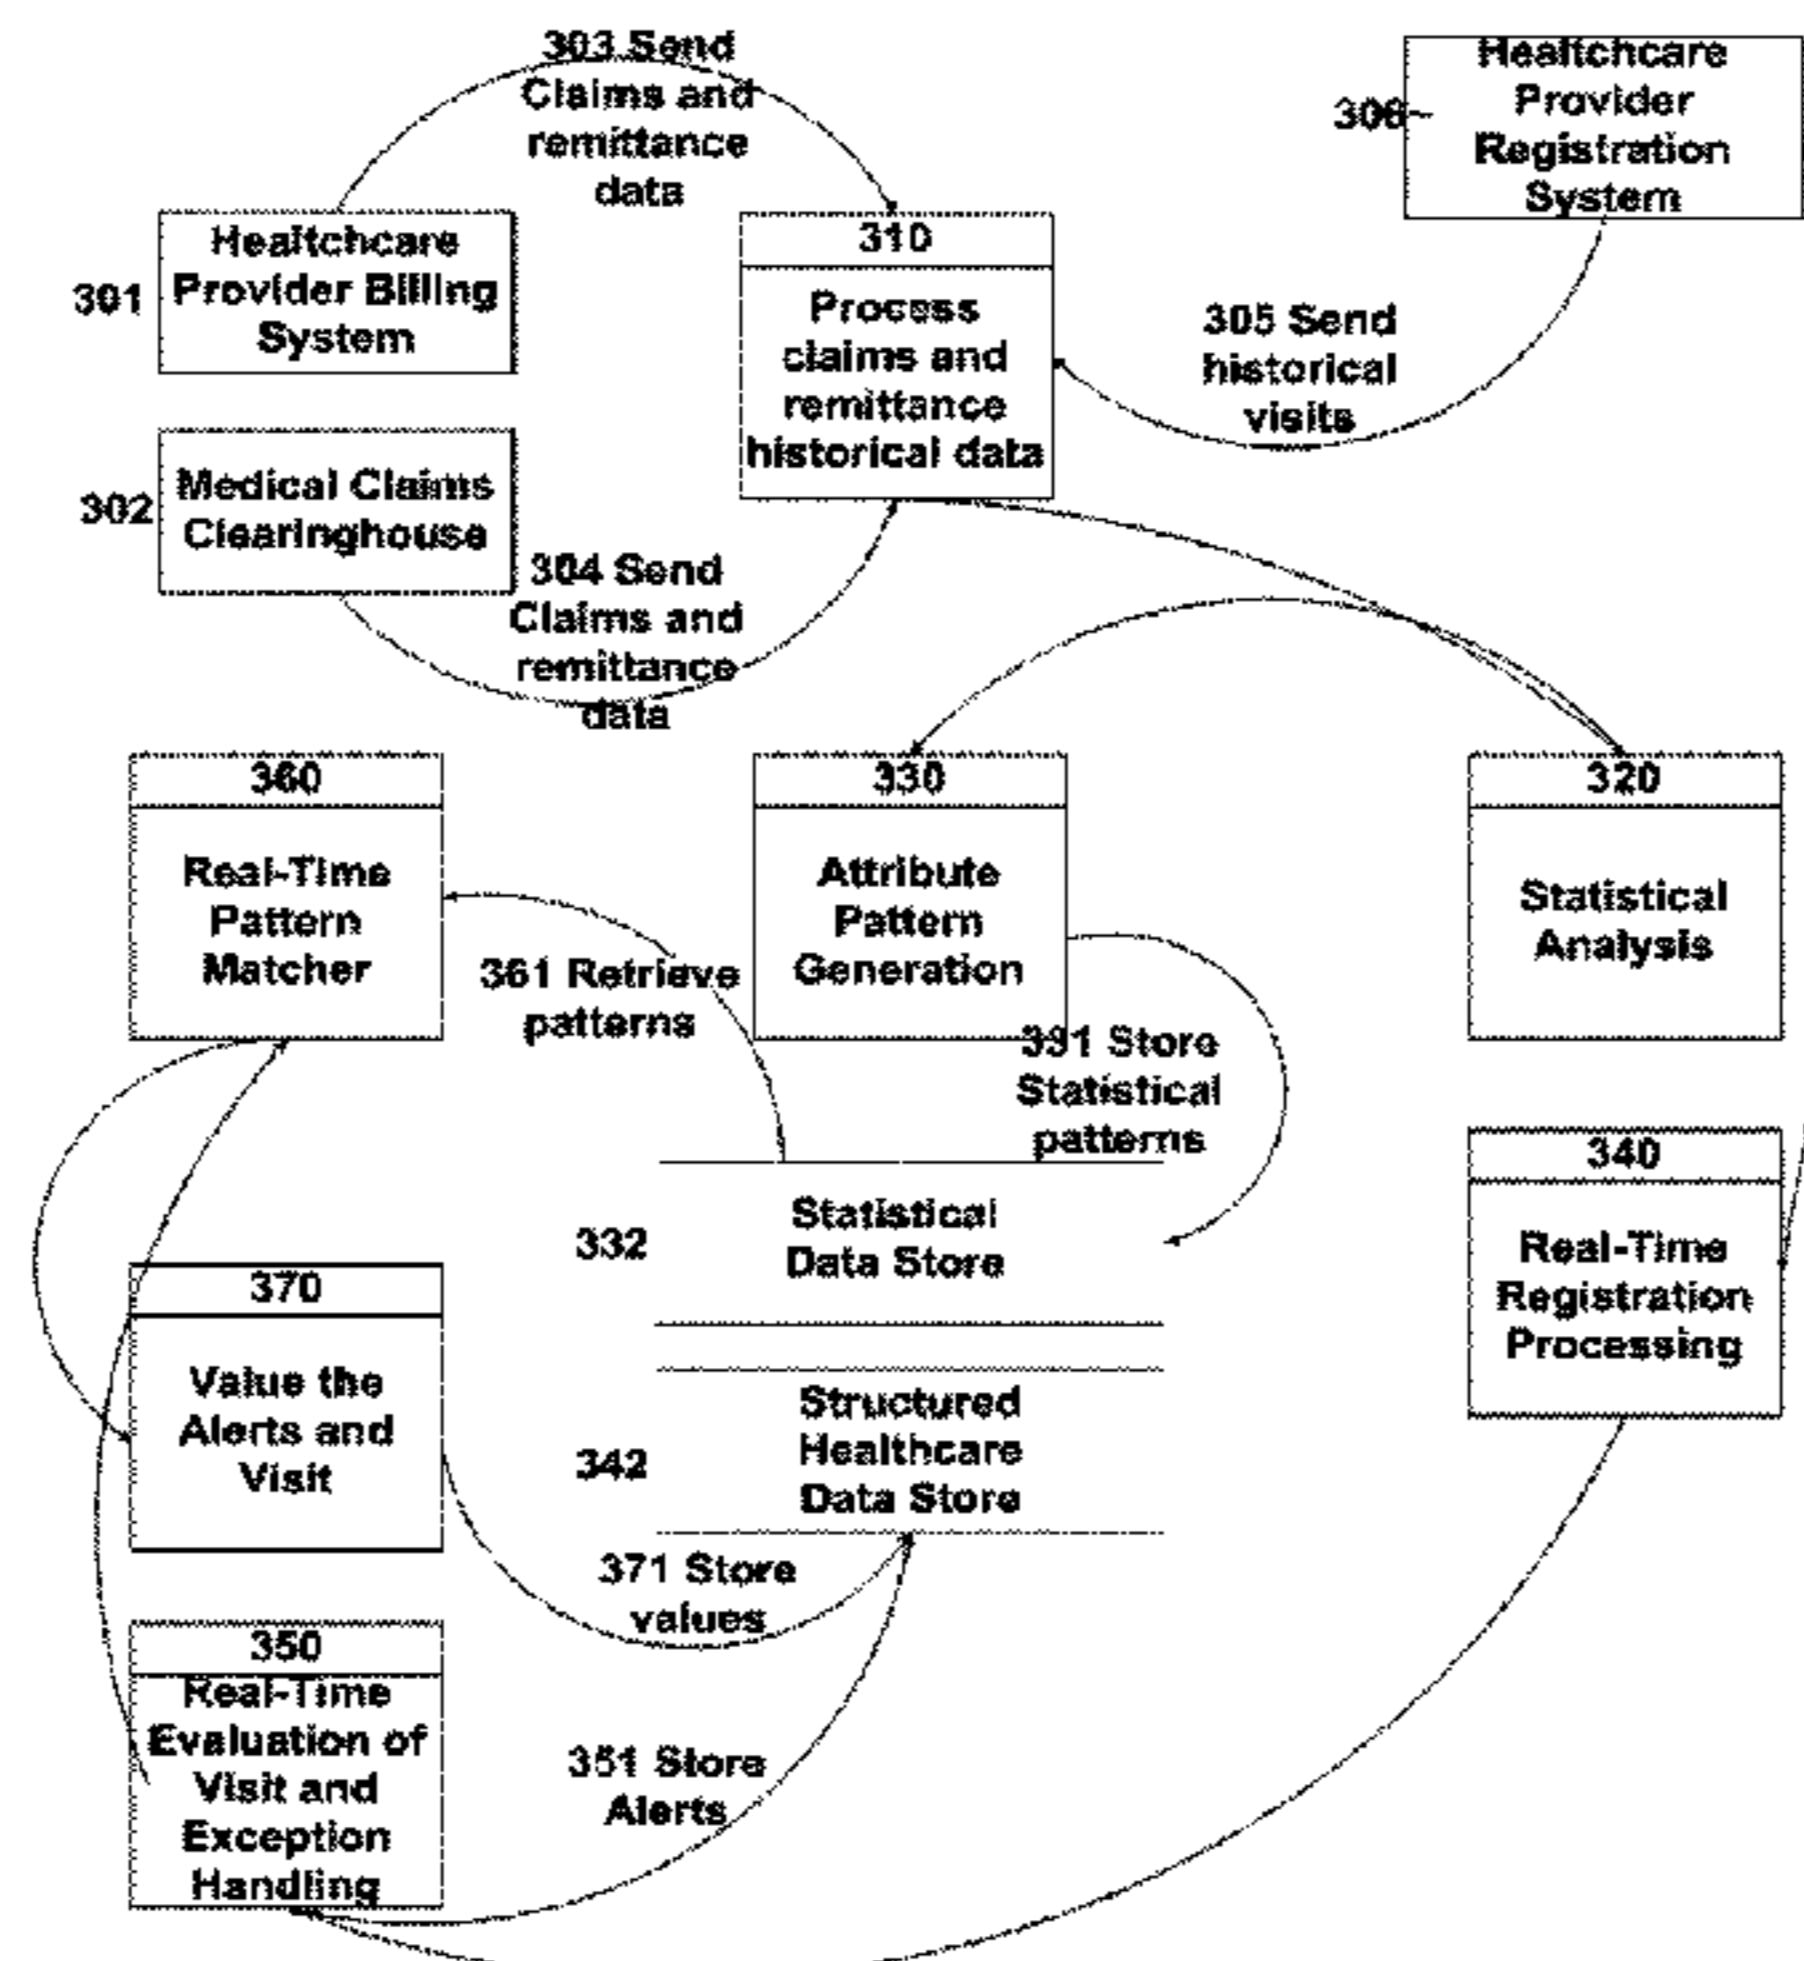 303 Send
Claims and
remittance
data
Healtchcare
Provider
Registration
System
306
Healtchcare
Provider Billing
System
301
310
Process
claims and
remittance
historical data
305 Send
historical
visits
Medical Claims
Clearinghouse
302
304 Send
Claims and
remittance
data
360
Real-Time
Pattern
Matcher
330
Attribute
Pattern
Generation
320
Statistical
Analysis
361 Retrieve
patterns
331 Store
Statistical
patterns
340
Real-Time
Registration
Processing
332
Statistical
Data Store
370
Value the
Alerts and
Visit
342
Structured
Healthcare
Data Store
371 Store
values
350
Real-Time
Evaluation of
Visit and
Exception
Handling
351 Store
Alerts